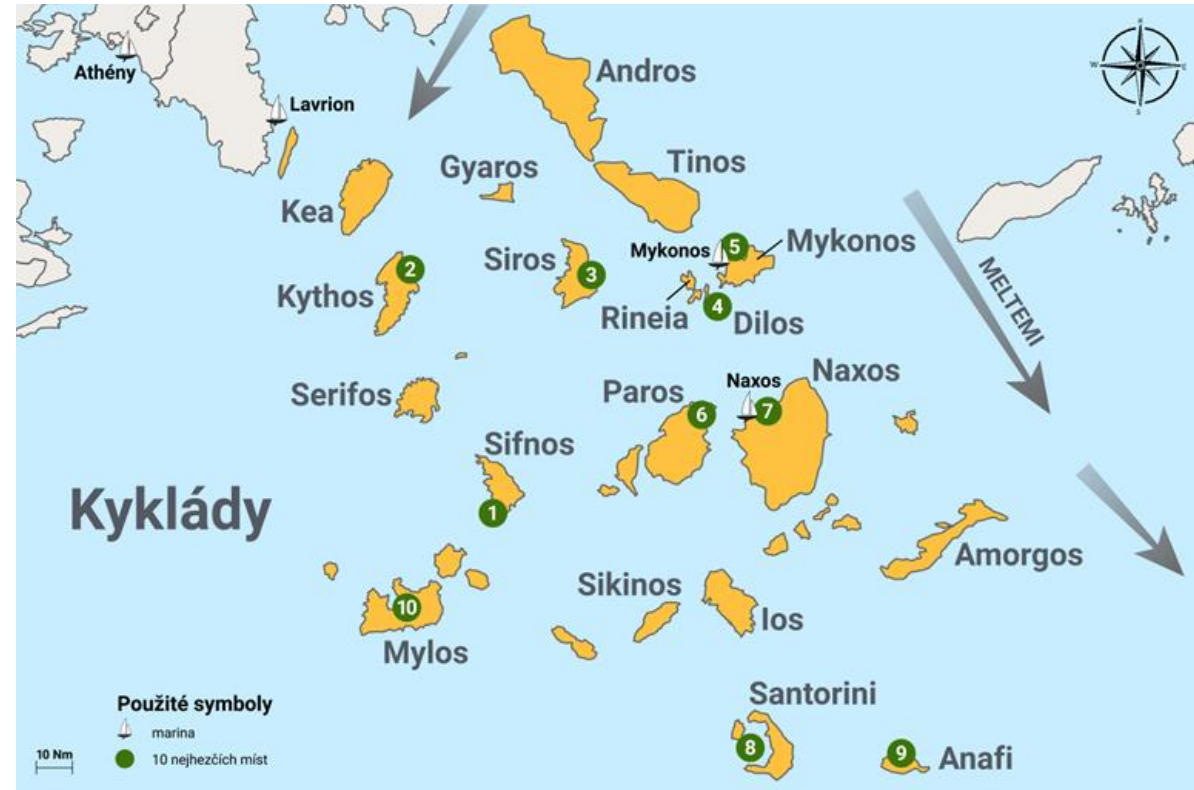 N
W
E
S
Athény
Lavrion
Andros
Gyaros
Tinos
Kea
Mykonos
5
Mykonos
2
Siros
3
Kythos
Rineia
4
Dilos
MELTEMI
Serifos
Paros
6
Naxos
7
Naxos
Sifnos
1
Kyklády
Amorgos
10
Mylos
Sikinos
Ios
Santorini
8
9
Anafi
Použité symboly
marina
10 nejhezčích míst
10 Nm